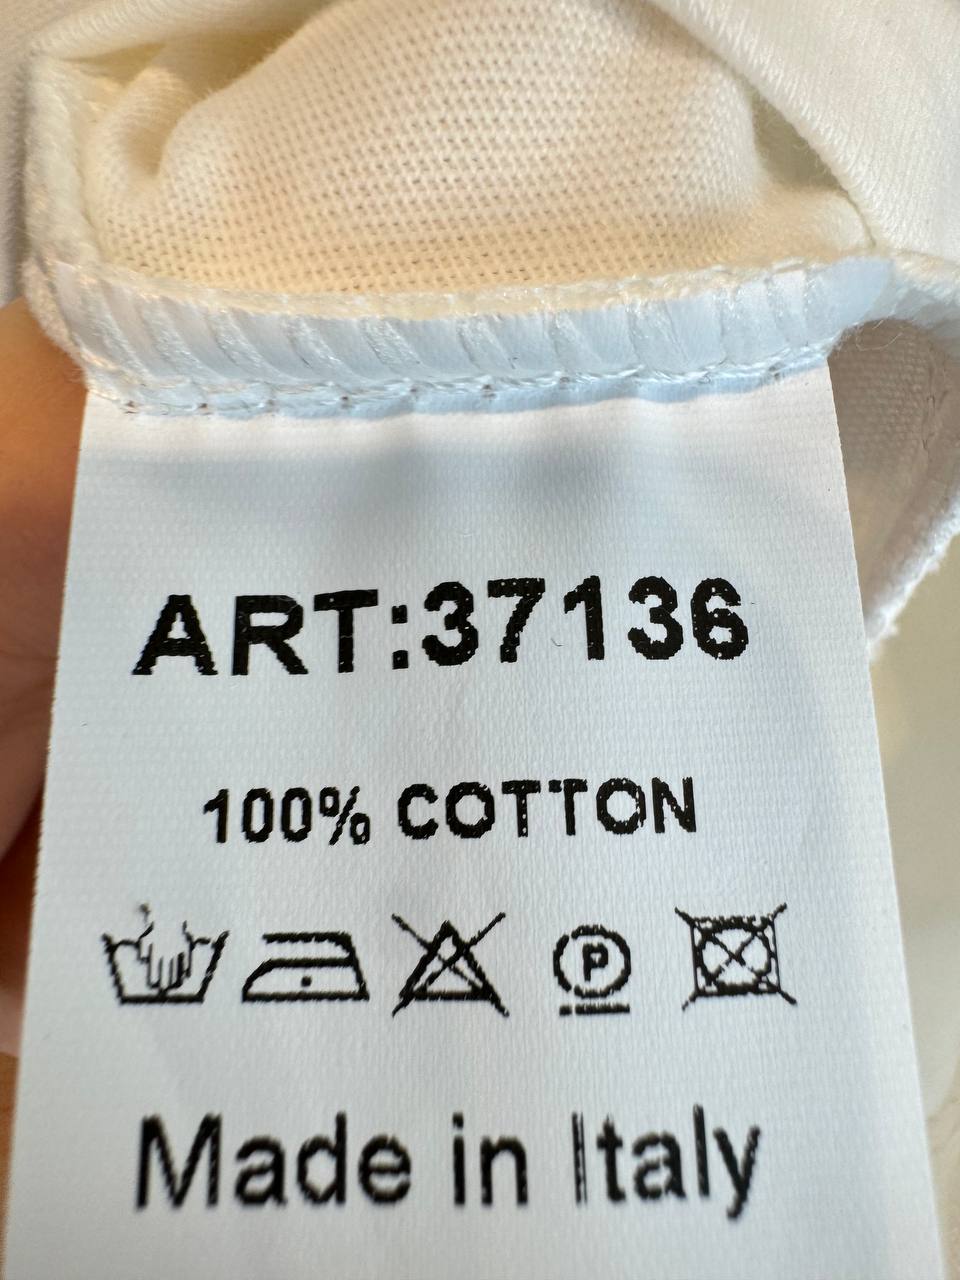 ART:37136
100% COTTON
P
Made in Italy